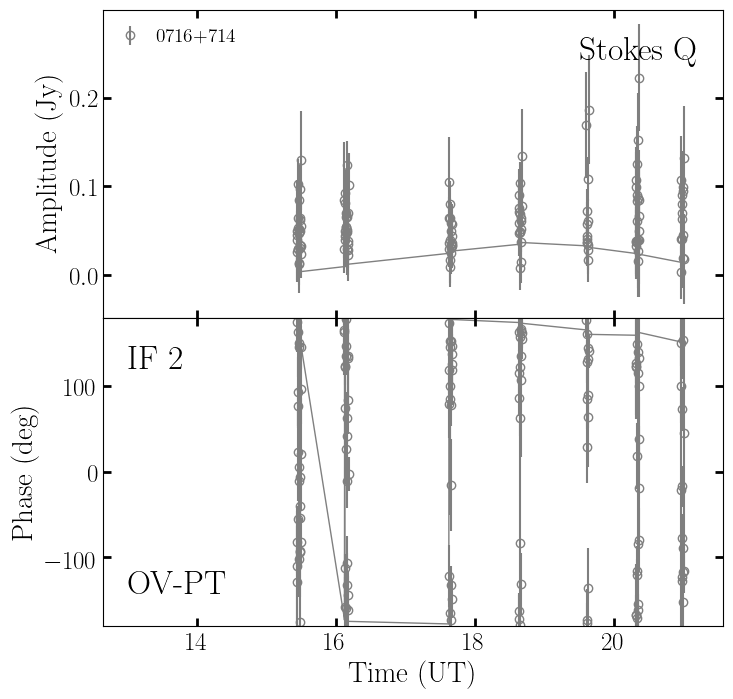 0716+714
Stokes Q
Amplitude (Jy)
0.2
0.1
0.0
IF 2
Phase (deg)
100
0
−100
OV-PT
14 16 18 20
Time (UT)